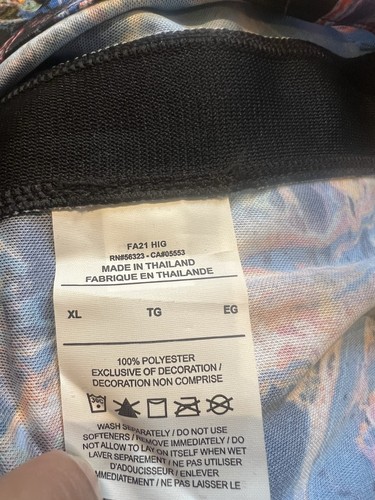 FA21 HIG
RN#56323 - CA#05553
MADE IN THAILAND
FABRIQUE EN THAILANDE
XL TG EG
100% POLYESTER
EXCLUSIVE OF DECORATION /
DÉCORATION NON COMPRISE
WASH SEPARATELY / DO NOT USE
SOFTENERS / REMOVE IMMEDIATELY / DO
NOT ALLOW TO LAY ON ITSELF WHEN WET
LAVER SEPAREMENT / NE PAS UTILISER
D'ADOUCISSEUR / ENLEVER
IMMEDIATEMENT / NE PAS LAISSER LE